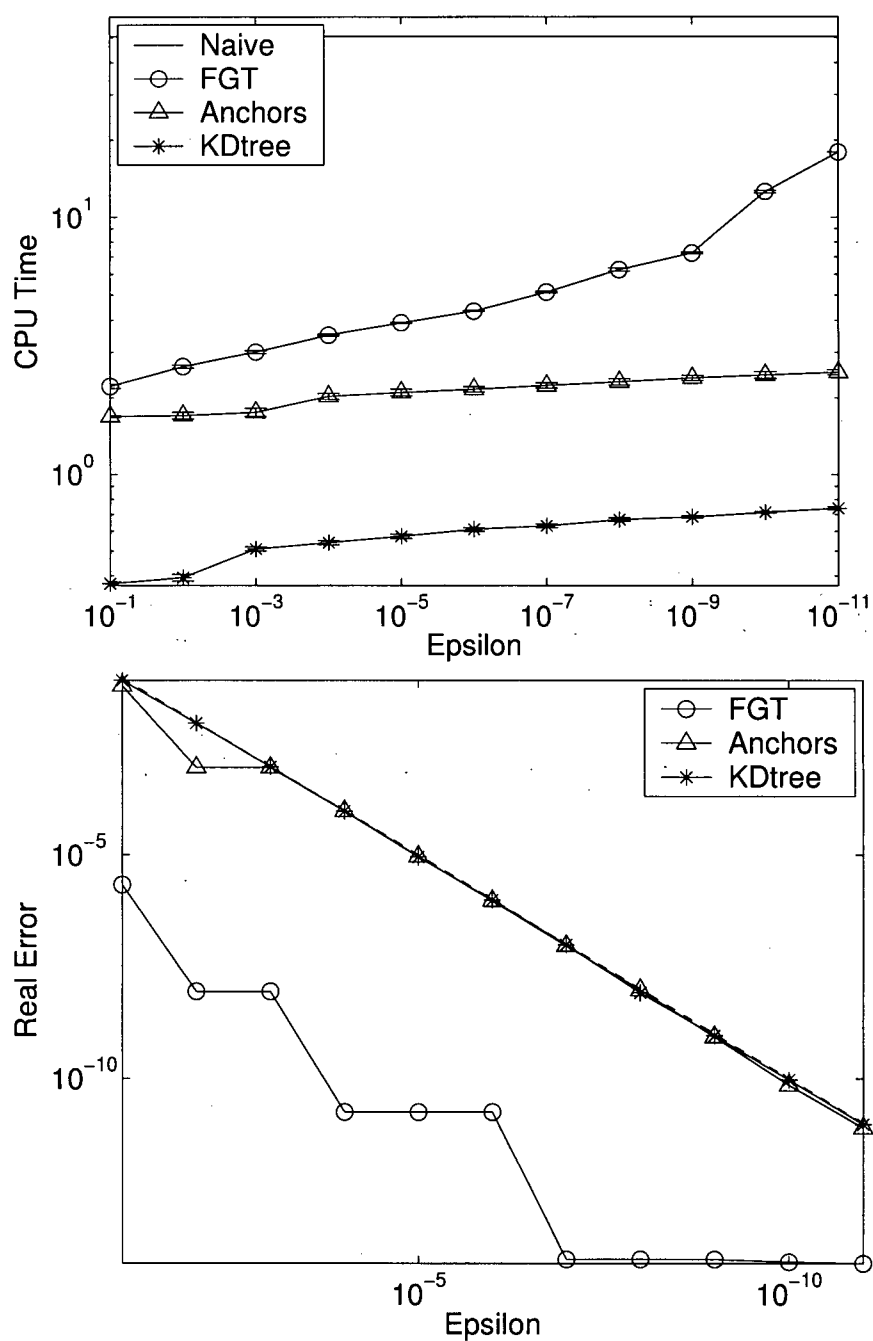 Naive
FGT
Anchors
KDtree
CPU Time
10^1
10^0
10^-1
10^-3
10^-5
10^-7
10^-9
10^-11
Epsilon
FGT
Anchors
KDtree
Real Error
10^-5
10^-10
10^-5
10^-10
Epsilon